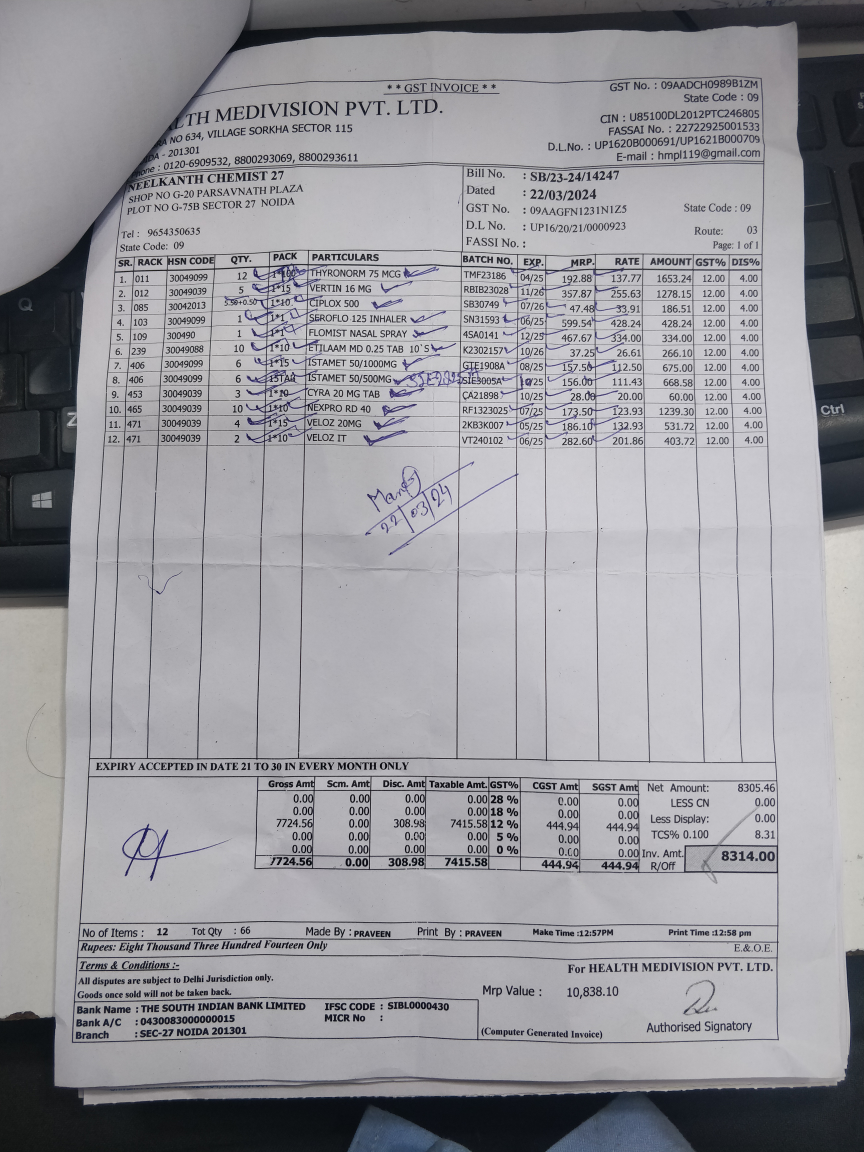 * * GST INVOICE * *
GST No. : 09AADCH0989B1ZM
State Code : 09
LTH MEDIVISION PVT. LTD.
CIN : U85100DL2012PTC246805
NO 634, VILLAGE SORKHA SECTOR 115
FASSAI No. : 22722925001533
- 201301
D.L.No. : UP1620B000691/UP1621B000709
: 0120-6909532, 8800293069, 8800293611
E-mail : hmpl119@gmail.com
NEELKANTH CHEMIST 27
SHOP NO G-20 PARSAVNATH PLAZA
PLOT NO G-75B SECTOR 27 NOIDA
Tel : 9654350635
State Code: 09
Bill No. : SB/23-24/14247
Dated : 22/03/2024
GST No. : 09AAGFN1231N1Z5 State Code : 09
D.L No. : UP16/20/21/0000923
Route: 03
FASSI No. :
Page: 1 of 1
SR. RACK HSN CODE QTY. PACK PARTICULARS BATCH NO. EXP. MRP. RATE AMOUNT GST% DIS%
1. 011 30049099 12 THYRONORM 75 MCG TMF23186 04/25 192.88 137.77 1653.24 12.00 4.00
2. 012 30049039 5 1*15 VERTIN 16 MG RBIB23028 11/26 357.87 255.63 1278.15 12.00 4.00
3. 085 30042013 5.50+0.50 1*10 CIPLOX 500 SB30749 07/26 47.48 33.91 186.51 12.00 4.00
4. 103 30049099 1 1*1 SEROFLO 125 INHALER SN31593 06/25 599.54 428.24 428.24 12.00 4.00
5. 109 300490 1 1*1 FLOMIST NASAL SPRAY 4SA0141 12/25 467.67 334.00 334.00 12.00 4.00
6. 239 30049088 10 1*10 ETILAAM MD 0.25 TAB 10`S K2302157 10/26 37.25 26.61 266.10 12.00 4.00
7. 406 30049099 6 1*15 ISTAMET 50/1000MG GTE1908A 08/25 157.50 112.50 675.00 12.00 4.00
8. 406 30049099 6 15TAB ISTAMET 50/500MG SIE3005A /25 156.00 111.43 668.58 12.00 4.00
9. 453 30049039 3 1*10 CYRA 20 MG TAB CA21898 10/25 28.00 20.00 60.00 12.00 4.00
10. 465 30049039 10 1*10 NEXPRO RD 40 RF1323025 07/25 173.50 123.93 1239.30 12.00 4.00
11. 471 30049039 4 1*15 VELOZ 20MG 2KB3K007 05/25 186.10 132.93 531.72 12.00 4.00
12. 471 30049039 2 1*10 VELOZ IT VT240102 06/25 282.60 201.86 403.72 12.00 4.00
22/03/24
EXPIRY ACCEPTED IN DATE 21 TO 30 IN EVERY MONTH ONLY
Gross Amt Scm. Amt Disc. Amt Taxable Amt. GST% CGST Amt SGST Amt
0.00 0.00 0.00 0.00 28 % 0.00 0.00
0.00 0.00 0.00 0.00 18 % 0.00 0.00
7724.56 0.00 308.98 7415.58 12 % 444.94 444.94
0.00 0.00 0.00 0.00 5 % 0.00 0.00
0.00 0.00 0.00 0.00 0 % 0.00 0.00
7724.56 0.00 308.98 7415.58 444.94 444.94
Net Amount: 8305.46
LESS CN 0.00
Less Display: 0.00
TCS% 0.100 8.31
Inv. Amt. 8314.00
R/Off
No of Items : 12 Tot Qty : 66 Made By : PRAVEEN Print By : PRAVEEN Make Time :12:57PM Print Time :12:58 pm
Rupees: Eight Thousand Three Hundred Fourteen Only E.&.O.E.
Terms & Conditions :-
All disputes are subject to Delhi Jurisdiction only.
Goods once sold will not be taken back.
For HEALTH MEDIVISION PVT. LTD.
Mrp Value : 10,838.10
Bank Name : THE SOUTH INDIAN BANK LIMITED IFSC CODE : SIBL0000430
Bank A/C : 0430083000000015 MICR No :
Branch : SEC-27 NOIDA 201301
(Computer Generated Invoice)
Authorised Signatory
Ctrl